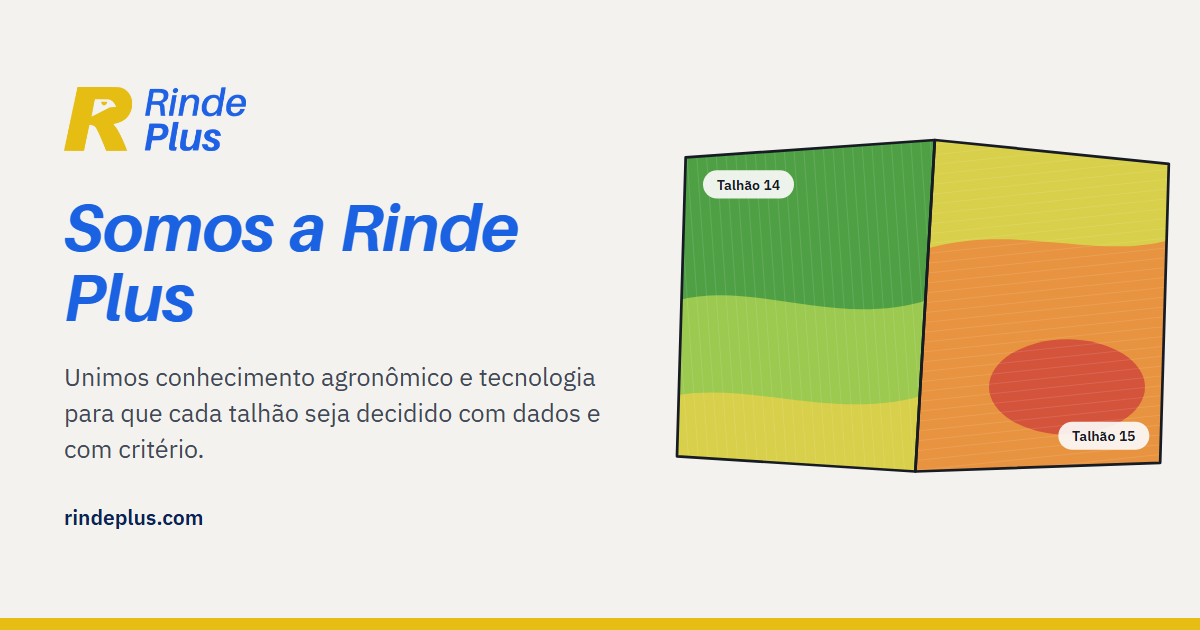 Rinde
Plus
Somos a Rinde
Plus
Unimos conhecimento agronômico e tecnologia
para que cada talhão seja decidido com dados e
com critério.
rindeplus.com
Talhão 14
Talhão 15